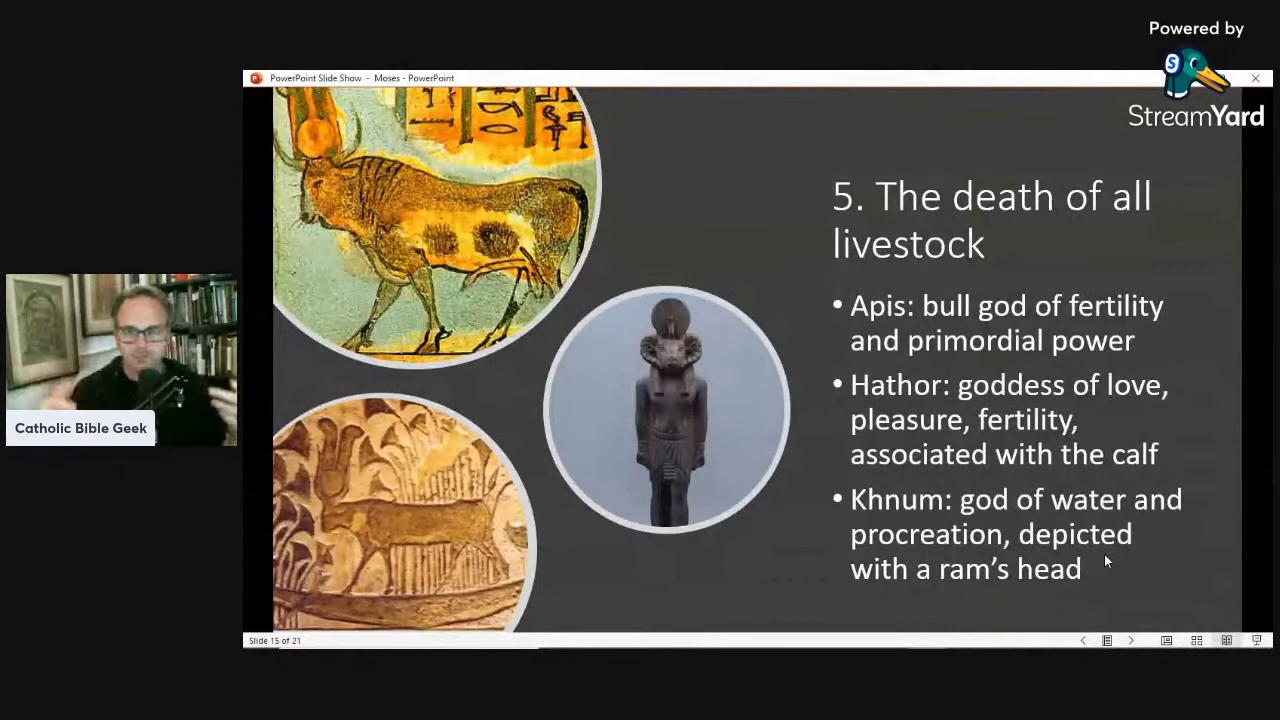 Powered by
StreamYard
PowerPoint Slide Show - Moses - PowerPoint
5. The death of all
livestock
• Apis: bull god of fertility
and primordial power
• Hathor: goddess of love,
pleasure, fertility,
associated with the calf
• Khnum: god of water and
procreation, depicted
with a ram's head
Catholic Bible Geek
Slide 15 of 21